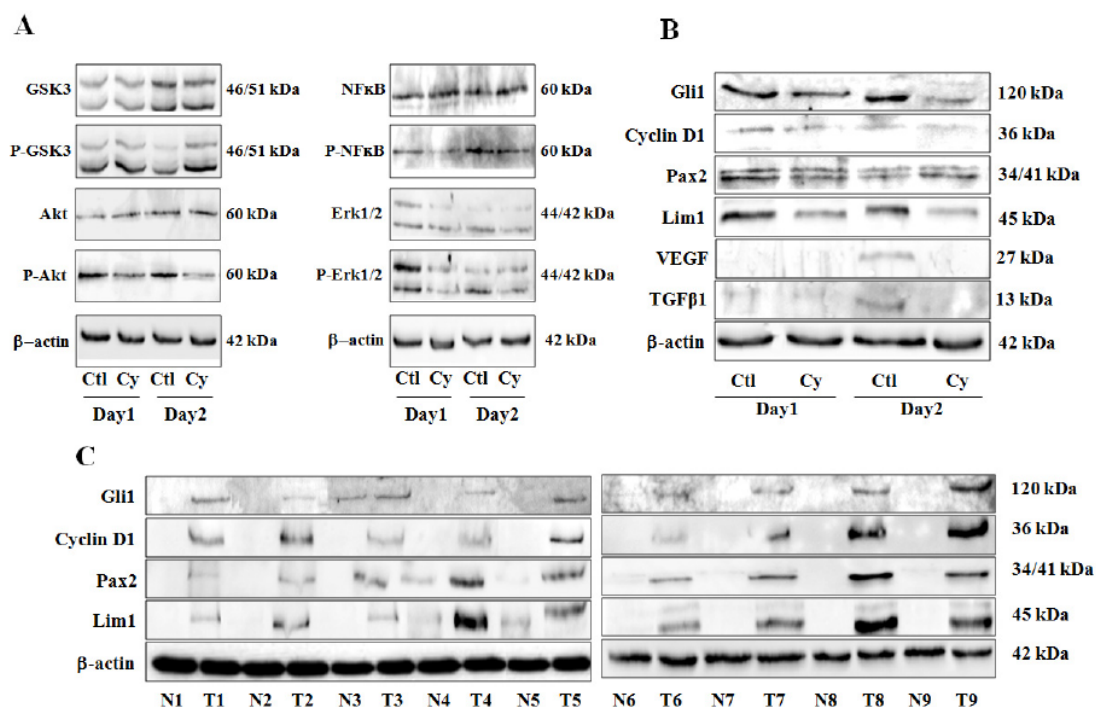 A
GSK3 46/51 kDa
P-GSK3 46/51 kDa
Akt 60 kDa
P-Akt 60 kDa
β–actin 42 kDa
Ctl Cy Ctl Cy
Day1 Day2
NFκB 60 kDa
P-NFκB 60 kDa
Erk1/2 44/42 kDa
P-Erk1/2 44/42 kDa
β–actin 42 kDa
Ctl Cy Ctl Cy
Day1 Day2
B
Gli1 120 kDa
Cyclin D1 36 kDa
Pax2 34/41 kDa
Lim1 45 kDa
VEGF 27 kDa
TGFβ1 13 kDa
β-actin 42 kDa
Ctl Cy Ctl Cy
Day1 Day2
C
Gli1 120 kDa
Cyclin D1 36 kDa
Pax2 34/41 kDa
Lim1 45 kDa
β-actin 42 kDa
N1 T1 N2 T2 N3 T3 N4 T4 N5 T5 N6 T6 N7 T7 N8 T8 N9 T9